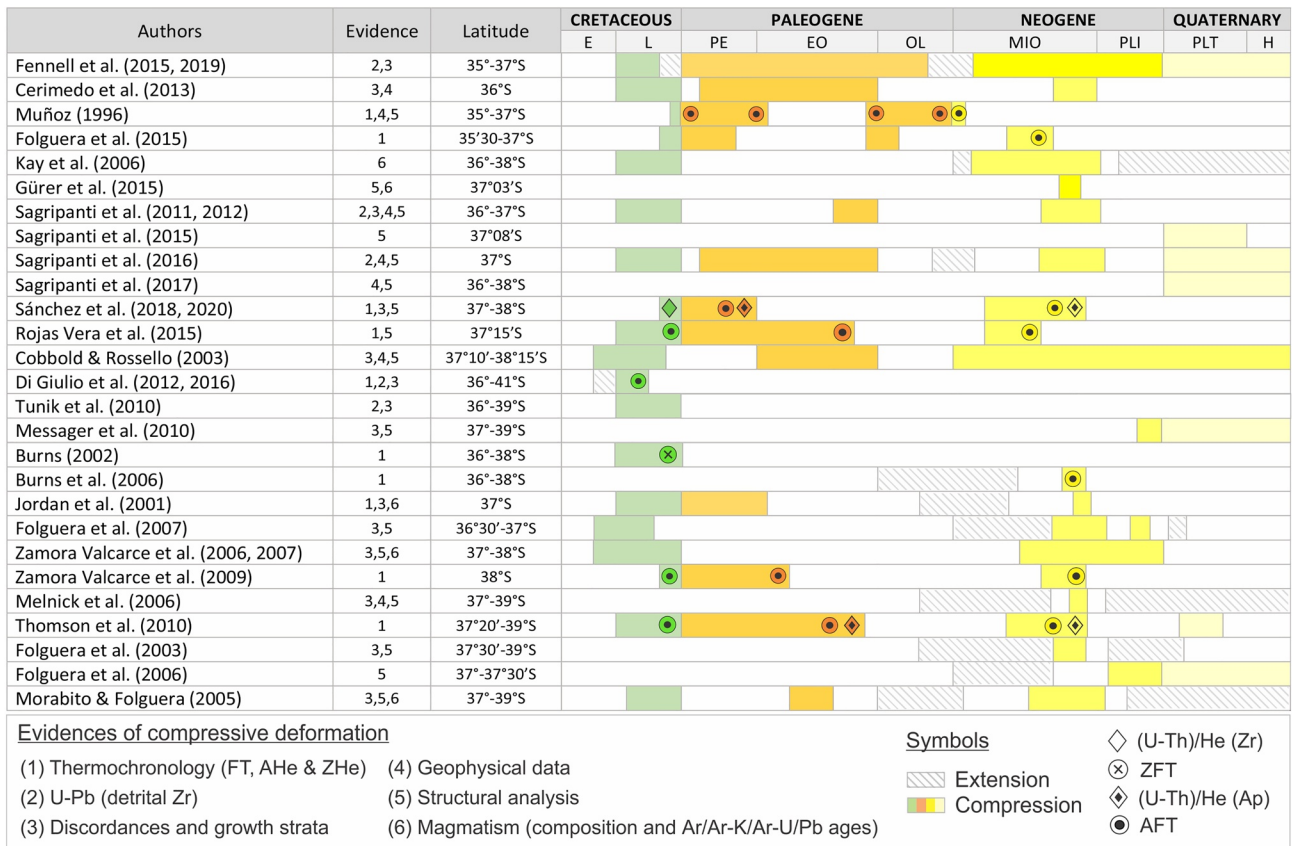 Authors Evidence Latitude CRETACEOUS PALEOGENE NEOGENE QUATERNARY
E L PE EO OL MIO PLI PLT H
Fennell et al. (2015, 2019) 2,3 35°-37°S
Cerimedo et al. (2013) 3,4 36°S
Muñoz (1996) 1,4,5 35°-37°S
Folguera et al. (2015) 1 35'30-37°S
Kay et al. (2006) 6 36°-38°S
Gürer et al. (2015) 5,6 37°03'S
Sagripanti et al. (2011, 2012) 2,3,4,5 36°-37°S
Sagripanti et al. (2015) 5 37°08'S
Sagripanti et al. (2016) 2,4,5 37°S
Sagripanti et al. (2017) 4,5 36°-38°S
Sánchez et al. (2018, 2020) 1,3,5 37°-38°S
Rojas Vera et al. (2015) 1,5 37°15'S
Cobbold & Rossello (2003) 3,4,5 37°10'-38°15'S
Di Giulio et al. (2012, 2016) 1,2,3 36°-41°S
Tunik et al. (2010) 2,3 36°-39°S
Messager et al. (2010) 3,5 37°-39°S
Burns (2002) 1 36°-38°S
Burns et al. (2006) 1 36°-38°S
Jordan et al. (2001) 1,3,6 37°S
Folguera et al. (2007) 3,5 36°30'-37°S
Zamora Valcarce et al. (2006, 2007) 3,5,6 37°-38°S
Zamora Valcarce et al. (2009) 1 38°S
Melnick et al. (2006) 3,4,5 37°-39°S
Thomson et al. (2010) 1 37°20'-39°S
Folguera et al. (2003) 3,5 37°30'-39°S
Folguera et al. (2006) 5 37°-37°30'S
Morabito & Folguera (2005) 3,5,6 37°-39°S
Evidences of compressive deformation
(1) Thermochronology (FT, AHe & ZHe)
(2) U-Pb (detrital Zr)
(3) Discordances and growth strata
(4) Geophysical data
(5) Structural analysis
(6) Magmatism (composition and Ar/Ar-K/Ar-U/Pb ages)
Symbols
Extension
Compression
(U-Th)/He (Zr)
ZFT
(U-Th)/He (Ap)
AFT